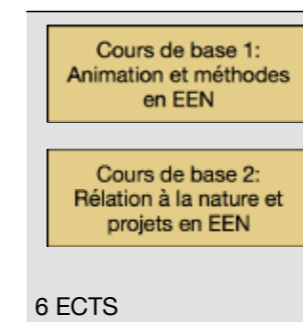 Cours de base 1:
Animation et méthodes
en EEN
Cours de base 2:
Rélation à la nature et
projets en EEN
6 ECTS